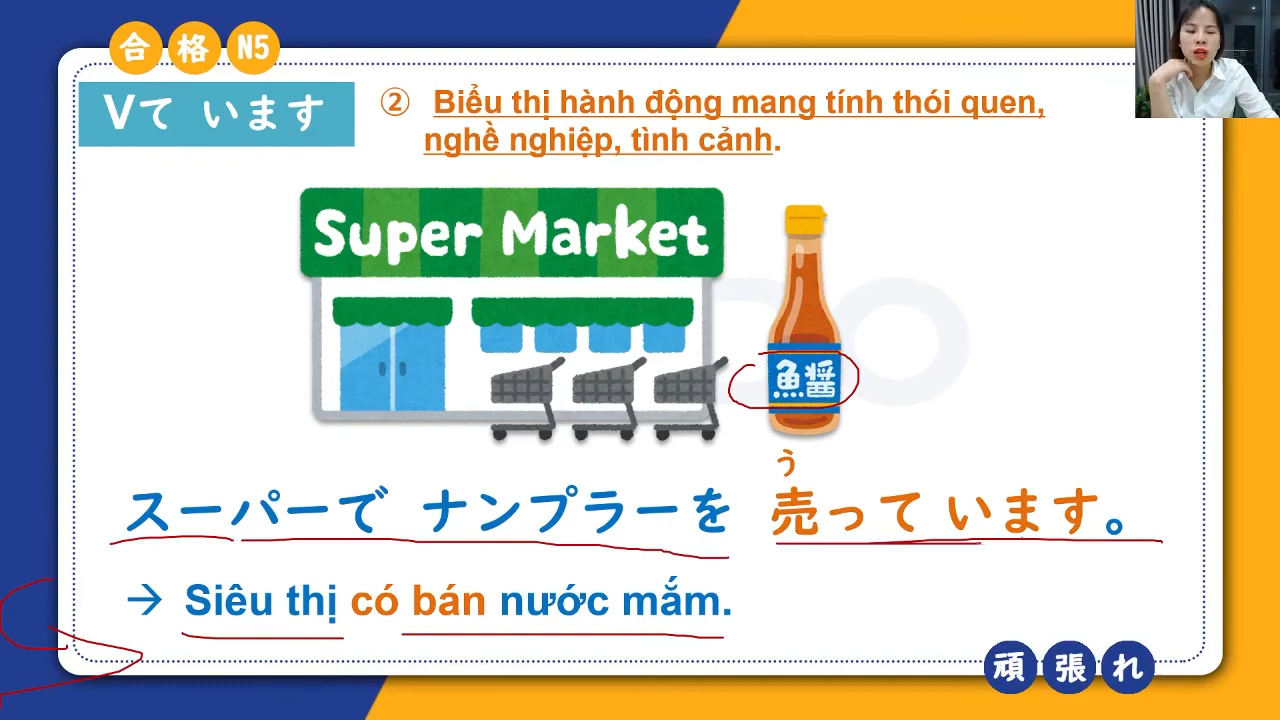 合格N5
Vて います
② Biểu thị hành động mang tính thói quen,
nghề nghiệp, tình cảnh.
Super Market
魚醤
う
スーパーで ナンプラーを 売って います。
→ Siêu thị có bán nước mắm.
頑張れ